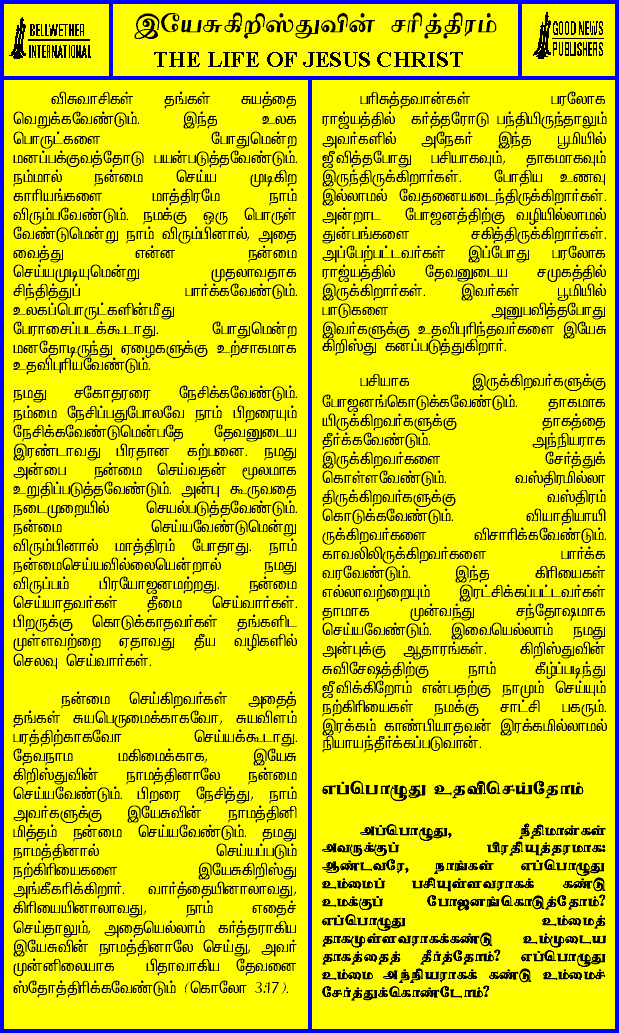 BELLWETHER
INTERNATIONAL
இயேசுகிறிஸ்துவின் சரித்திரம்
THE LIFE OF JESUS CHRIST
GOOD NEWS
PUBLISHERS
விசுவாசிகள் தங்கள் சுயத்தை
வெறுக்கவேண்டும். இந்த உலக
பொருட்களை போதுமென்ற
மனப்பக்குவத்தோடு பயன்படுத்தவேண்டும்.
நம்மால் நன்மை செய்ய முடிகிற
காரியங்களை மாத்திரமே நாம்
விரும்பவேண்டும். நமக்கு ஒரு பொருள்
வேண்டுமென்று நாம் விரும்பினால், அதை
வைத்து என்ன நன்மை
செய்யமுடியுமென்று முதலாவதாக
சிந்தித்துப் பார்க்கவேண்டும்.
உலகப்பொருட்களின்மீது
பேராசைப்படக்கூடாது. போதுமென்ற
மனதோடிருந்து ஏழைகளுக்கு உற்சாகமாக
உதவிபுரியவேண்டும்.
நமது சகோதரரை நேசிக்கவேண்டும்.
நம்மை நேசிப்பதுபோலவே நாம் பிறரையும்
நேசிக்கவேண்டுமென்பதே தேவனுடைய
இரண்டாவது பிரதான கற்பனை. நமது
அன்பை நன்மை செய்வதன் மூலமாக
உறுதிப்படுத்தவேண்டும். அன்பு கூருவதை
நடைமுறையில் செயல்படுத்தவேண்டும்.
நன்மை செய்யவேண்டுமென்று
விரும்பினால் மாத்திரம் போதாது. நாம்
நன்மைசெய்யவில்லையென்றால் நமது
விருப்பம் பிரயோஜனமற்றது. நன்மை
செய்யாதவர்கள் தீமை செய்வார்கள்.
பிறருக்கு கொடுக்காதவர்கள் தங்களிட
முள்ளவற்றை ஏதாவது தீய வழிகளில்
செலவு செய்வார்கள்.
நன்மை செய்கிறவர்கள் அதைத்
தங்கள் சுயபெருமைக்காகவோ, சுயவிளம்
பரத்திற்காகவோ செய்யக்கூடாது.
தேவநாம மகிமைக்காக, இயேசு
கிறிஸ்துவின் நாமத்தினாலே நன்மை
செய்யவேண்டும். பிறரை நேசித்து, நாம்
அவர்களுக்கு இயேசுவின் நாமத்தினி
மித்தம் நன்மை செய்யவேண்டும். தமது
நாமத்தினால் செய்யப்படும்
நற்கிரியைகளை இயேசுகிறிஸ்து
அங்கீகரிக்கிறார். வார்த்தையினாலாவது,
கிரியையினாலாவது, நாம் எதைச்
செய்தாலும், அதையெல்லாம் கர்த்தராகிய
இயேசுவின் நாமத்தினாலே செய்து, அவர்
முன்னிலையாக பிதாவாகிய தேவனை
ஸ்தோத்திரிக்கவேண்டும் (கொலோ 3:17).
பரிசுத்தவான்கள் பரலோக
ராஜ்யத்தில் கர்த்தரோடு பந்தியிருந்தாலும்
அவர்களில் அநேகர் இந்த பூமியில்
ஜீவித்தபோது பசியாகவும், தாகமாகவும்
இருந்திருக்கிறார்கள். போதிய உணவு
இல்லாமல் வேதனையடைந்திருக்கிறார்கள்.
அன்றாட போஜனத்திற்கு வழியில்லாமல்
துன்பங்களை சகித்திருக்கிறார்கள்.
அப்பேற்பட்டவர்கள் இப்போது பரலோக
ராஜ்யத்தில் தேவனுடைய சமுகத்தில்
இருக்கிறார்கள். இவர்கள் பூமியில்
பாடுகளை அனுபவித்தபோது
இவர்களுக்கு உதவிபுரிந்தவர்களை இயேசு
கிறிஸ்து கனப்படுத்துகிறார்.
பசியாக இருக்கிறவர்களுக்கு
போஜனங்கொடுக்கவேண்டும். தாகமாக
யிருக்கிறவர்களுக்கு தாகத்தை
தீர்க்கவேண்டும். அந்நியராக
இருக்கிறவர்களை சேர்த்துக்
கொள்ளவேண்டும். வஸ்திரமில்லா
திருக்கிறவர்களுக்கு வஸ்திரம்
கொடுக்கவேண்டும். வியாதியாயி
ருக்கிறவர்களை விசாரிக்கவேண்டும்.
காவலிலிருக்கிறவர்களை பார்க்க
வரவேண்டும். இந்த கிரியைகள்
எல்லாவற்றையும் இரட்சிக்கப்பட்டவர்கள்
தாமாக முன்வந்து சந்தோஷமாக
செய்யவேண்டும். இவையெல்லாம் நமது
அன்புக்கு ஆதாரங்கள். கிறிஸ்துவின்
சுவிசேஷத்திற்கு நாம் கீழ்ப்படிந்து
ஜீவிக்கிறோம் என்பதற்கு நாமும் செய்யும்
நற்கிரியைகள் நமக்கு சாட்சி பகரும்.
இரக்கம் காண்பியாதவன் இரக்கமில்லாமல்
நியாயந்தீர்க்கப்படுவான்.
எப்பொழுது உதவிசெய்தோம்
அப்பொழுது, நீதிமான்கள்
அவருக்குப் பிரதியுத்தரமாக:
ஆண்டவரே, நாங்கள் எப்பொழுது
உம்மைப் பசியுள்ளவராகக் கண்டு
உமக்குப் போஜனங்கொடுத்தோம்?
எப்பொழுது உம்மைத்
தாகமுள்ளவராகக்கண்டு உம்முடைய
தாகத்தைத் தீர்த்தோம்? எப்பொழுது
உம்மை அந்நியராகக் கண்டு உம்மைச்
சேர்த்துக்கொண்டோம்?